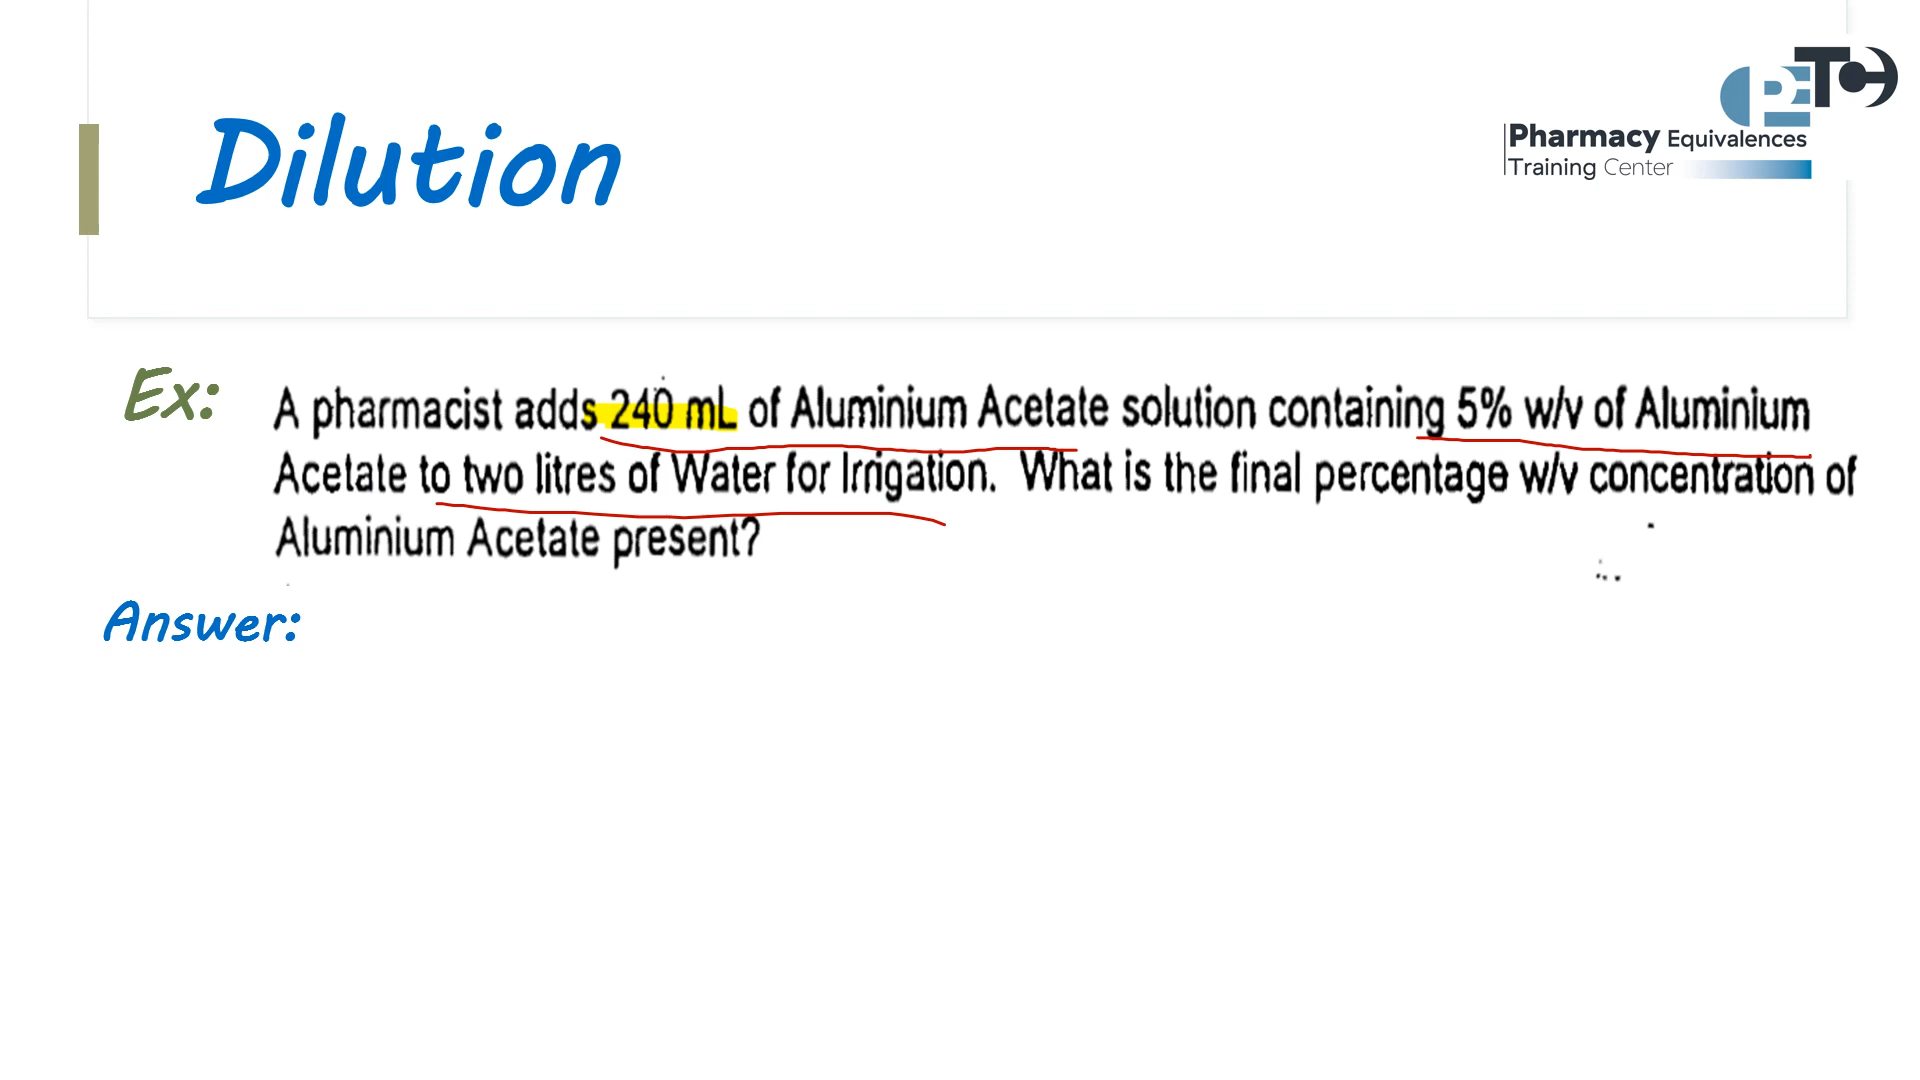 PETC
Pharmacy Equivalences
Training Center
Dilution
Ex:
A pharmacist adds 240 mL of Aluminium Acetate solution containing 5% w/v of Aluminium
Acetate to two litres of Water for Irrigation. What is the final percentage w/v concentration of
Aluminium Acetate present?
Answer: